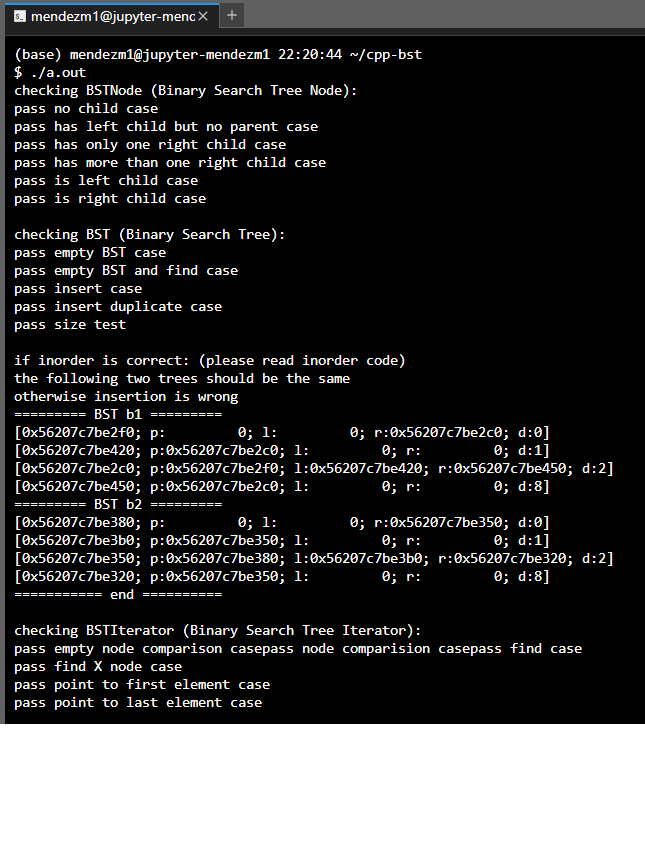 mendezm1@jupyter-menc
(base) mendezm1@jupyter-mendezm1 22:20:44 ~/cpp-bst
$ ./a.out
checking BSTNode (Binary Search Tree Node):
pass no child case
pass has left child but no parent case
pass has only one right child case
pass has more than one right child case
pass is left child case
pass is right child case
checking BST (Binary Search Tree):
pass empty BST case
pass empty BST and find case
pass insert case
pass insert duplicate case
pass size test
if inorder is correct: (please read inorder code)
the following two trees should be the same
otherwise insertion is wrong
========= BST b1 =========
[0x56207c7be2f0; p:         0; l:         0; r:0x56207c7be2c0; d:0]
[0x56207c7be420; p:0x56207c7be2c0; l:         0; r:         0; d:1]
[0x56207c7be2c0; p:0x56207c7be2f0; l:0x56207c7be420; r:0x56207c7be450; d:2]
[0x56207c7be450; p:0x56207c7be2c0; l:         0; r:         0; d:8]
========= BST b2 =========
[0x56207c7be380; p:         0; l:         0; r:0x56207c7be350; d:0]
[0x56207c7be3b0; p:0x56207c7be350; l:         0; r:         0; d:1]
[0x56207c7be350; p:0x56207c7be380; l:0x56207c7be3b0; r:0x56207c7be320; d:2]
[0x56207c7be320; p:0x56207c7be350; l:         0; r:         0; d:8]
=========== end ==========
checking BSTIterator (Binary Search Tree Iterator):
pass empty node comparison casepass node comparision casepass find case
pass find X node case
pass point to first element case
pass point to last element case